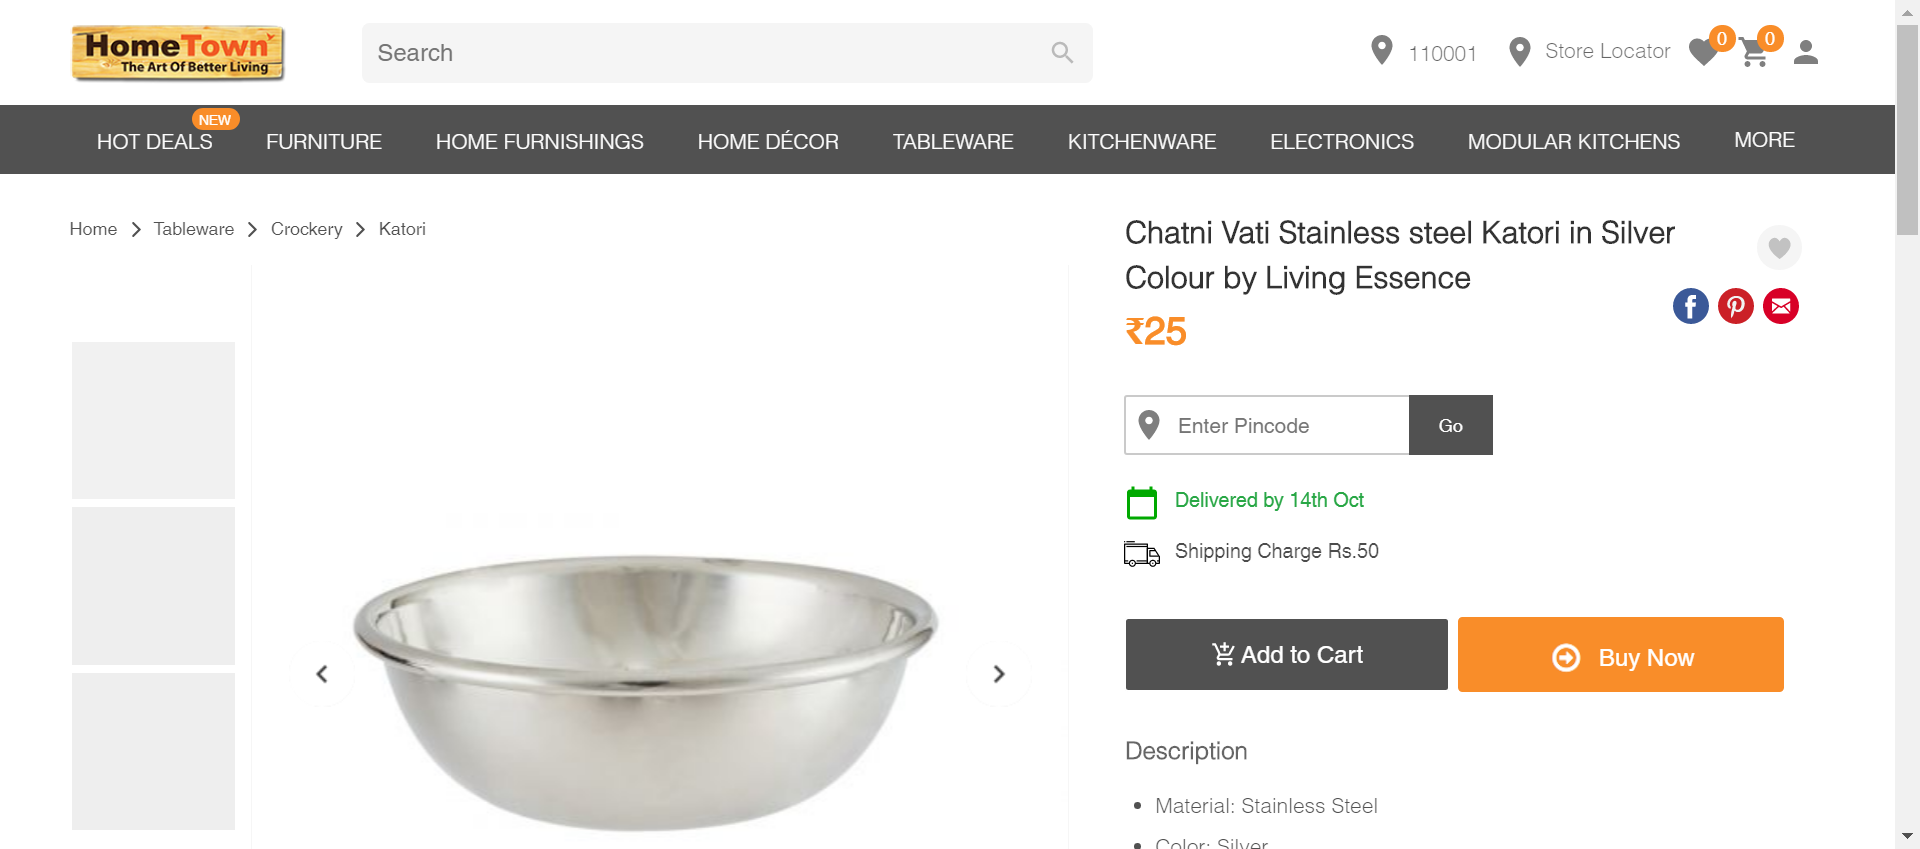 HomeTown
The Art Of Better Living
Search
110001
Store Locator
0
0
HOT DEALS
NEW
FURNITURE
HOME FURNISHINGS
HOME DÉCOR
TABLEWARE
KITCHENWARE
ELECTRONICS
MODULAR KITCHENS
MORE
Home
Tableware
Crockery
Katori
Chatni Vati Stainless steel Katori in Silver
Colour by Living Essence
₹25
Enter Pincode
Go
Delivered by 14th Oct
Shipping Charge Rs.50
Add to Cart
Buy Now
Description
Material: Stainless Steel
Color: Silver